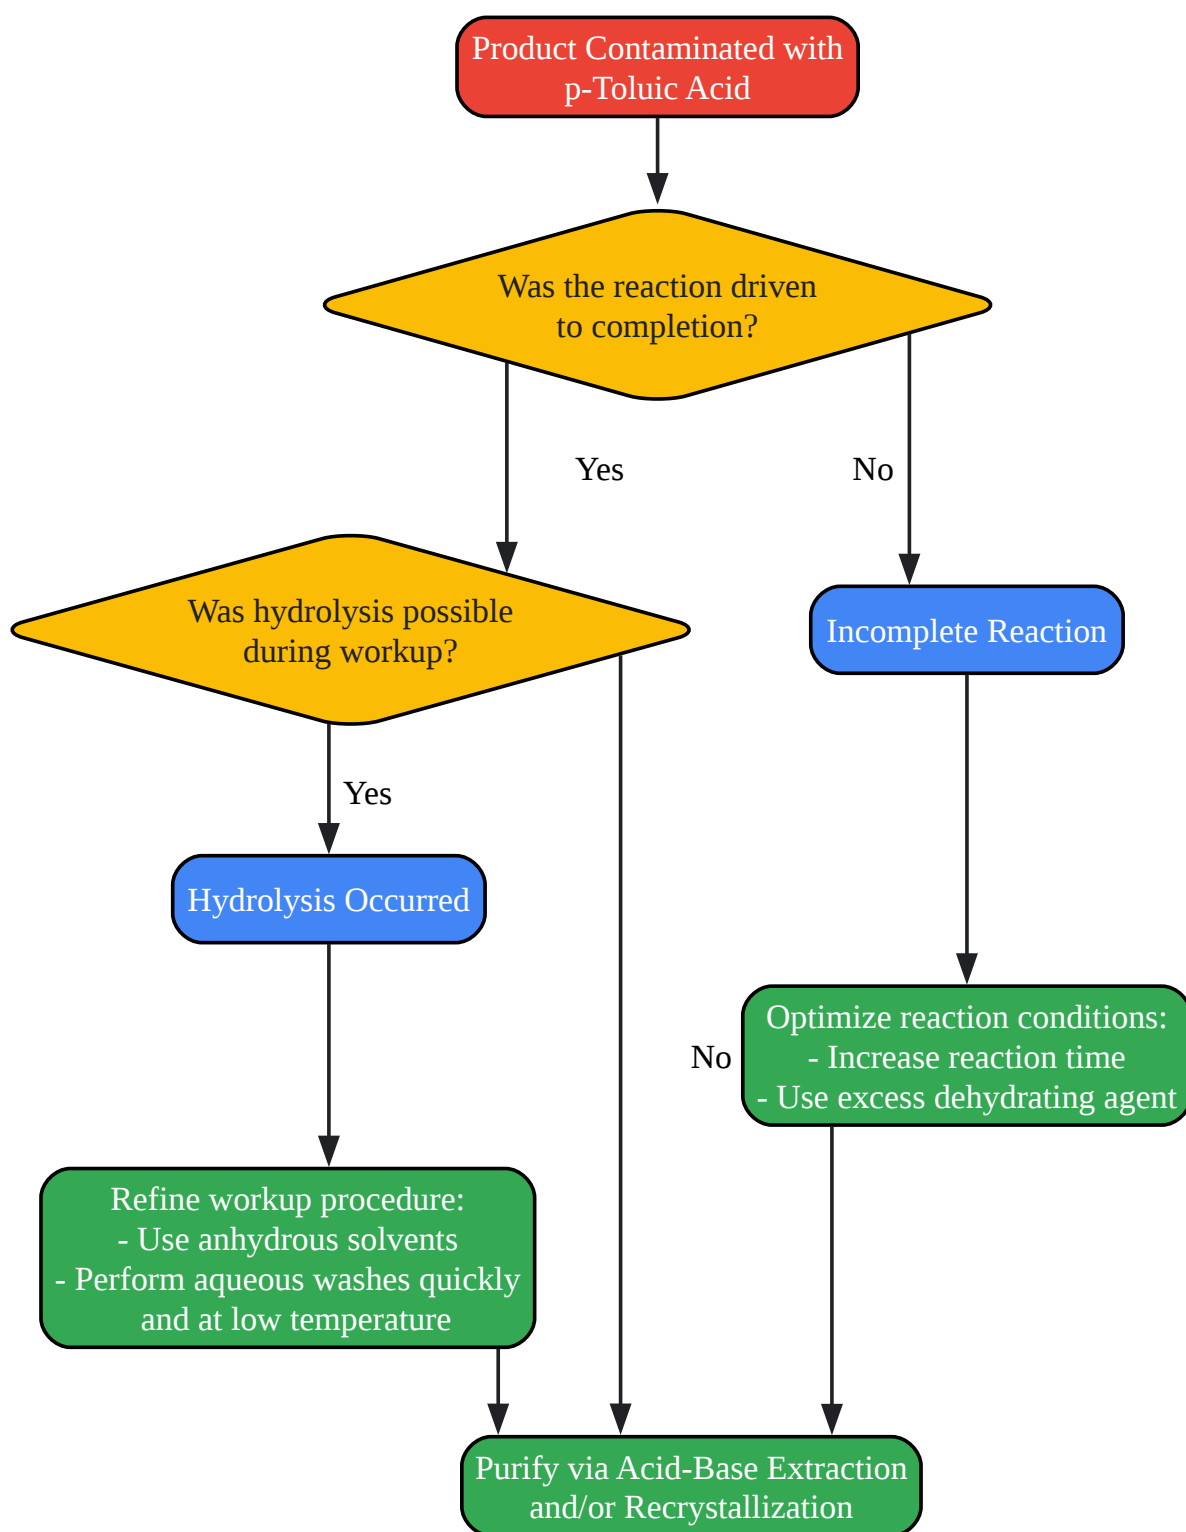 Product Contaminated with
p-Toluic Acid
Was the reaction driven
to completion?
Yes
No
Was hydrolysis possible
during workup?
Incomplete Reaction
Yes
Hydrolysis Occurred
Optimize reaction conditions:
- Increase reaction time
- Use excess dehydrating agent
No
Refine workup procedure:
- Use anhydrous solvents
- Perform aqueous washes quickly
and at low temperature
Purify via Acid-Base Extraction
and/or Recrystallization